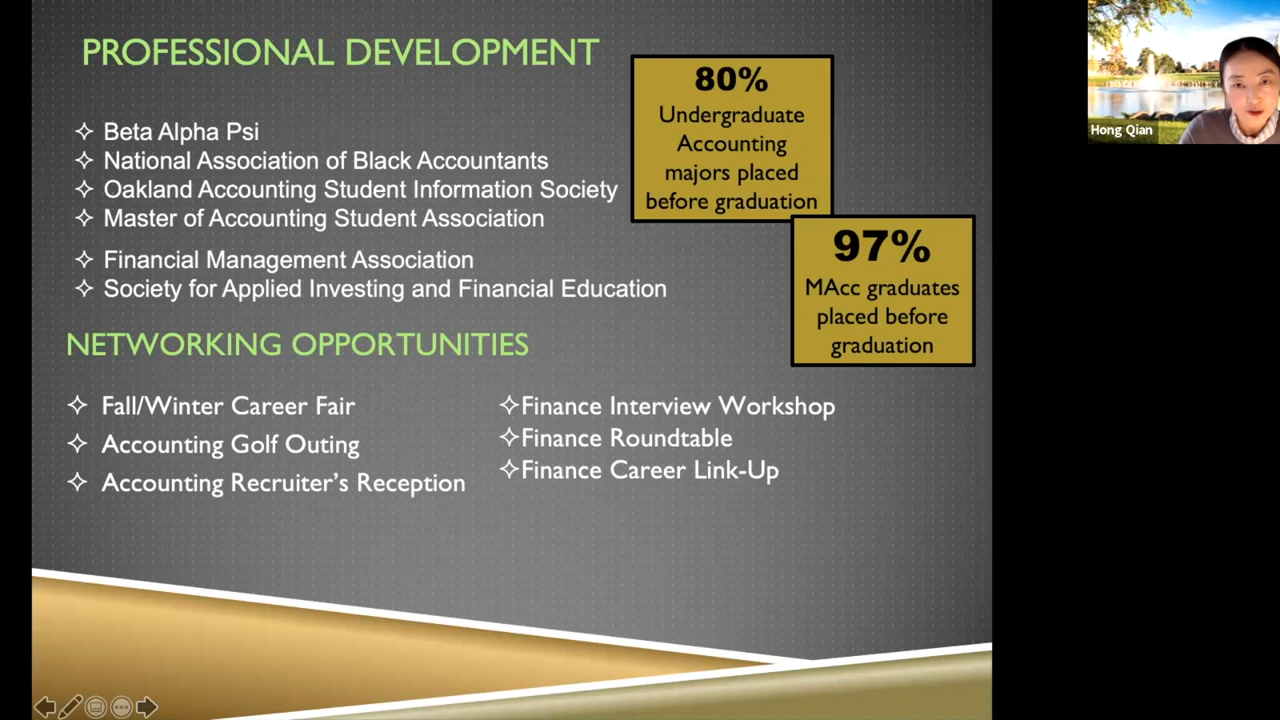 PROFESSIONAL DEVELOPMENT
✧ Beta Alpha Psi
✧ National Association of Black Accountants
✧ Oakland Accounting Student Information Society
✧ Master of Accounting Student Association
✧ Financial Management Association
✧ Society for Applied Investing and Financial Education
80%
Undergraduate
Accounting
majors placed
before graduation
97%
MAcc graduates
placed before
graduation
NETWORKING OPPORTUNITIES
✧ Fall/Winter Career Fair
✧ Accounting Golf Outing
✧ Accounting Recruiter’s Reception
✧Finance Interview Workshop
✧Finance Roundtable
✧Finance Career Link-Up
Hong Qian